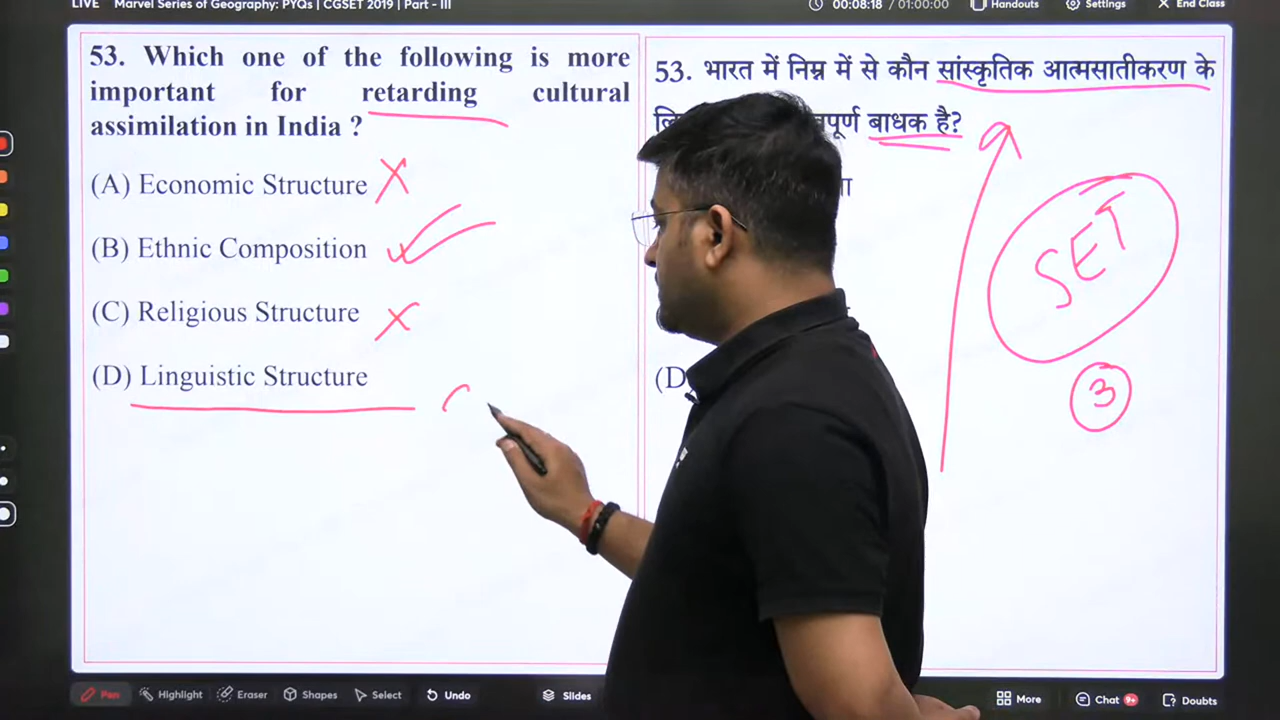 LIVE Marvel Series of Geography: PYQs | CGSET 2019 | Part - III 00:08:18 / 01:00:00 Handouts Settings End Class
53. Which one of the following is more
important for retarding cultural
assimilation in India ?
(A) Economic Structure
(B) Ethnic Composition
(C) Religious Structure
(D) Linguistic Structure
53. भारत में निम्न में से कौन सांस्कृतिक आत्मसातीकरण के
बाधक है?
(D
SET
3
Pen Highlight Eraser Shapes Select Undo Slides More Chat 9+ Doubts